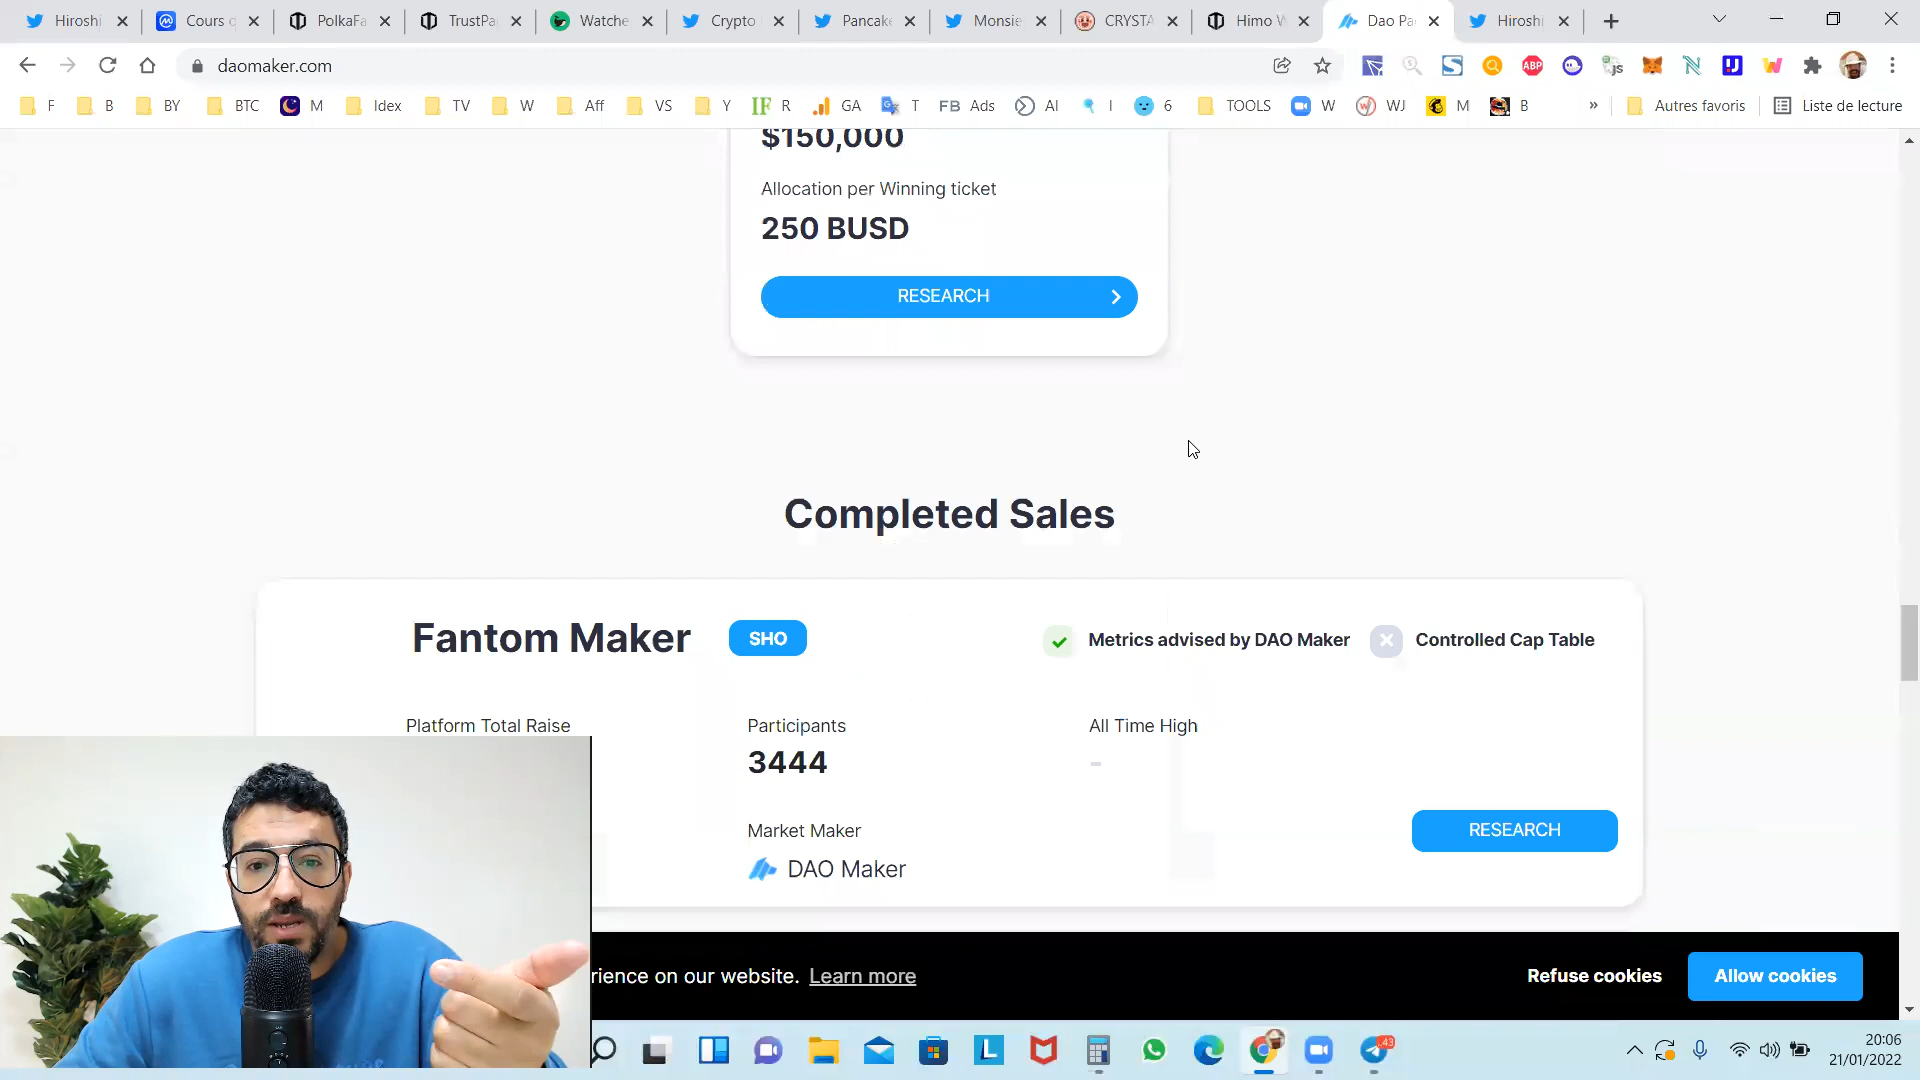 Hiroshi Cours PolkaFa TrustPa Watche Crypto Pancake Monsie CRYSTA Himo W Dao Pa Hiroshi
daomaker.com
F B BY BTC M Idex TV W Aff VS Y IF R GA T FB Ads AI I 6 TOOLS W WJ M B » Autres favoris Liste de lecture
$150,000
Allocation per Winning ticket
250 BUSD
RESEARCH
Completed Sales
Fantom Maker SHO Metrics advised by DAO Maker Controlled Cap Table
Platform Total Raise Participants All Time High
3444 -
Market Maker
RESEARCH
DAO Maker
rience on our website. Learn more Refuse cookies Allow cookies
20:06
21/01/2022